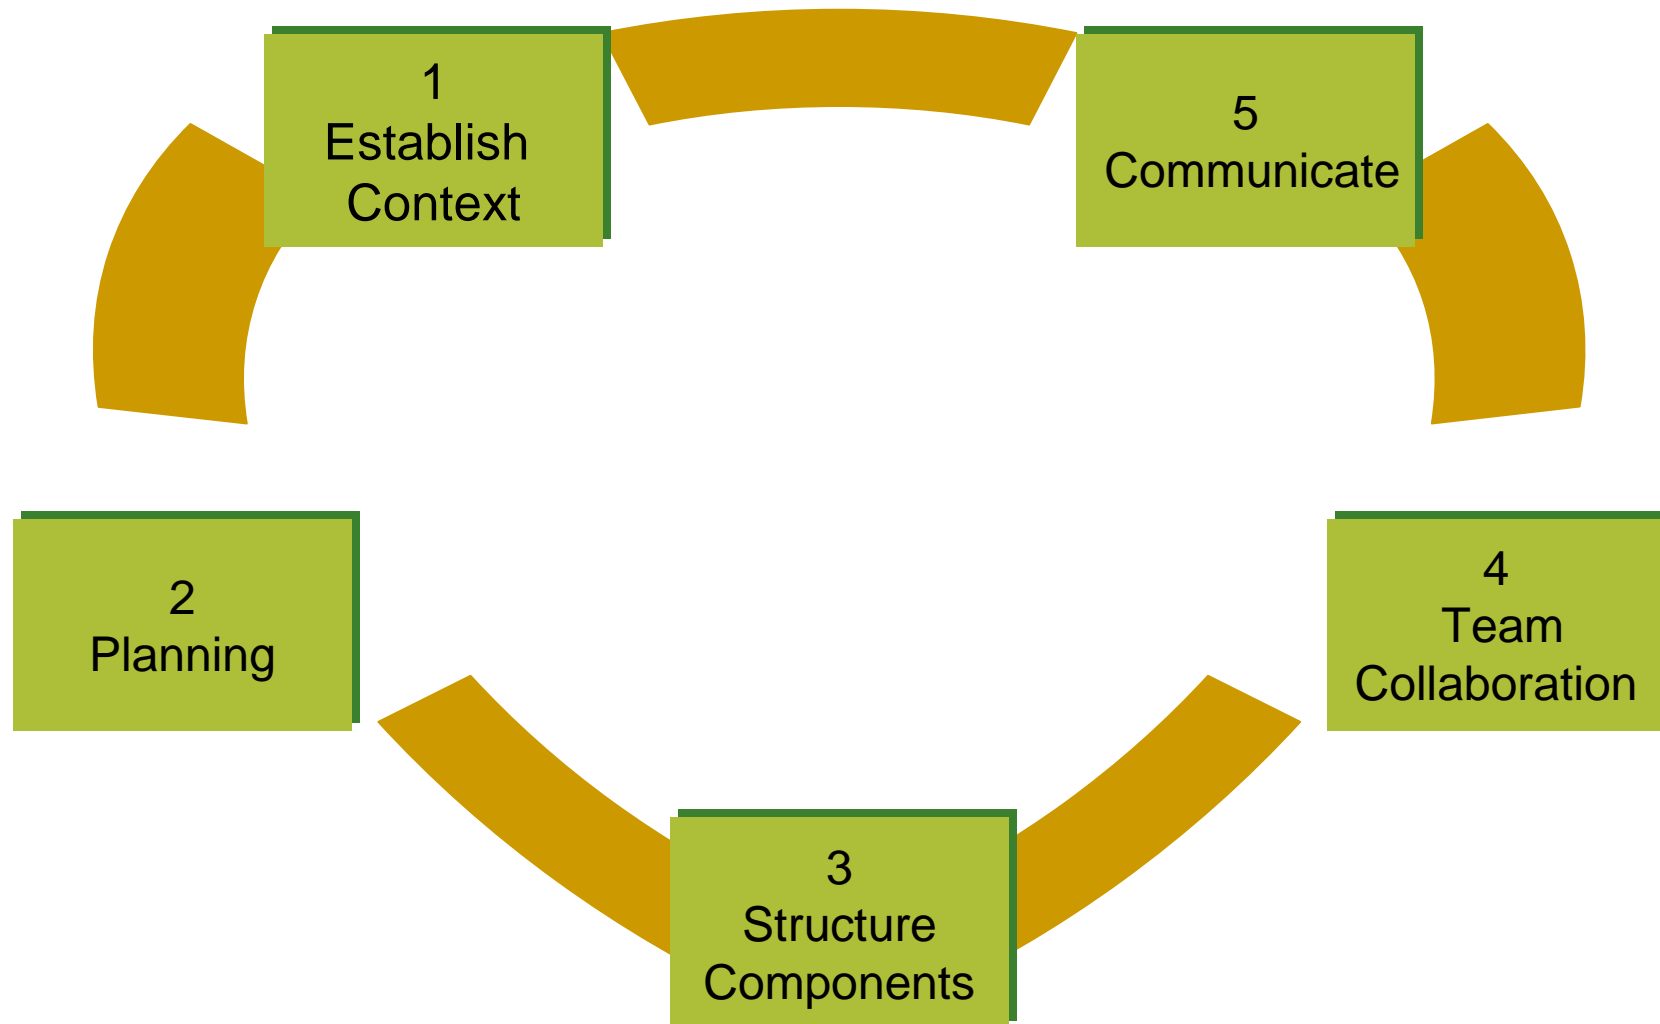 1
Establish
Context
5
Communicate
2
Planning
4
Team
Collaboration
3
Structure
Components